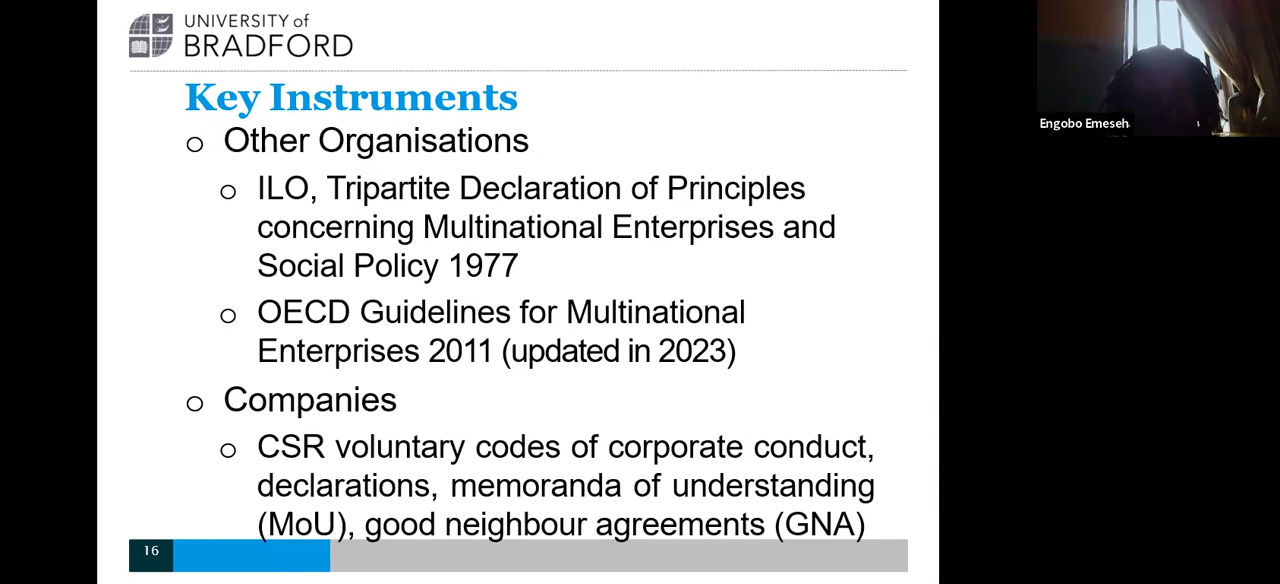 UNIVERSITY of
BRADFORD
Key Instruments
o Other Organisations
o ILO, Tripartite Declaration of Principles
concerning Multinational Enterprises and
Social Policy 1977
o OECD Guidelines for Multinational
Enterprises 2011 (updated in 2023)
o Companies
o CSR voluntary codes of corporate conduct,
declarations, memoranda of understanding
(MoU), good neighbour agreements (GNA)
16
Engobo Emeseh